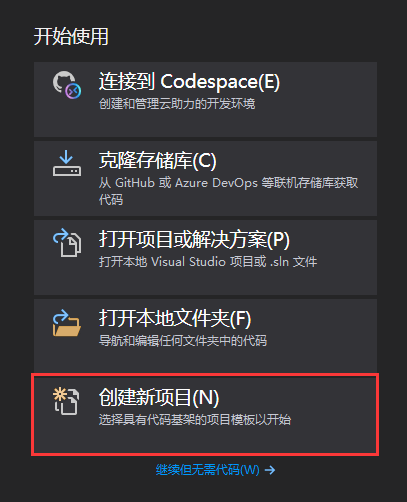 开始使用
连接到 Codespace(E)
创建和管理云助力的开发环境
克隆存储库(C)
从 GitHub 或 Azure DevOps 等联机存储库获取
代码
打开项目或解决方案(P)
打开本地 Visual Studio 项目或 .sln 文件
打开本地文件夹(F)
导航和编辑任何文件夹中的代码
创建新项目(N)
选择具有代码基架的项目模板以开始
继续但无需代码(W) →